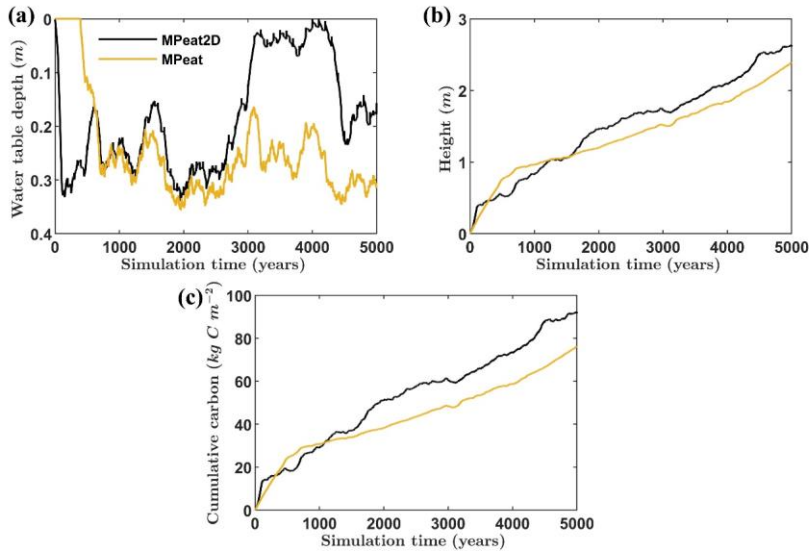 (a)
0
0.1
0.2
0.3
0.4
Water table depth (m)
MPeat2D
MPeat
0 1000 2000 3000 4000 5000
Simulation time (years)
(b)
3
2
1
0
Height (m)
0 1000 2000 3000 4000 5000
Simulation time (years)
(c)
100
80
60
40
20
0
Cumulative carbon (kg C m⁻²)
0 1000 2000 3000 4000 5000
Simulation time (years)